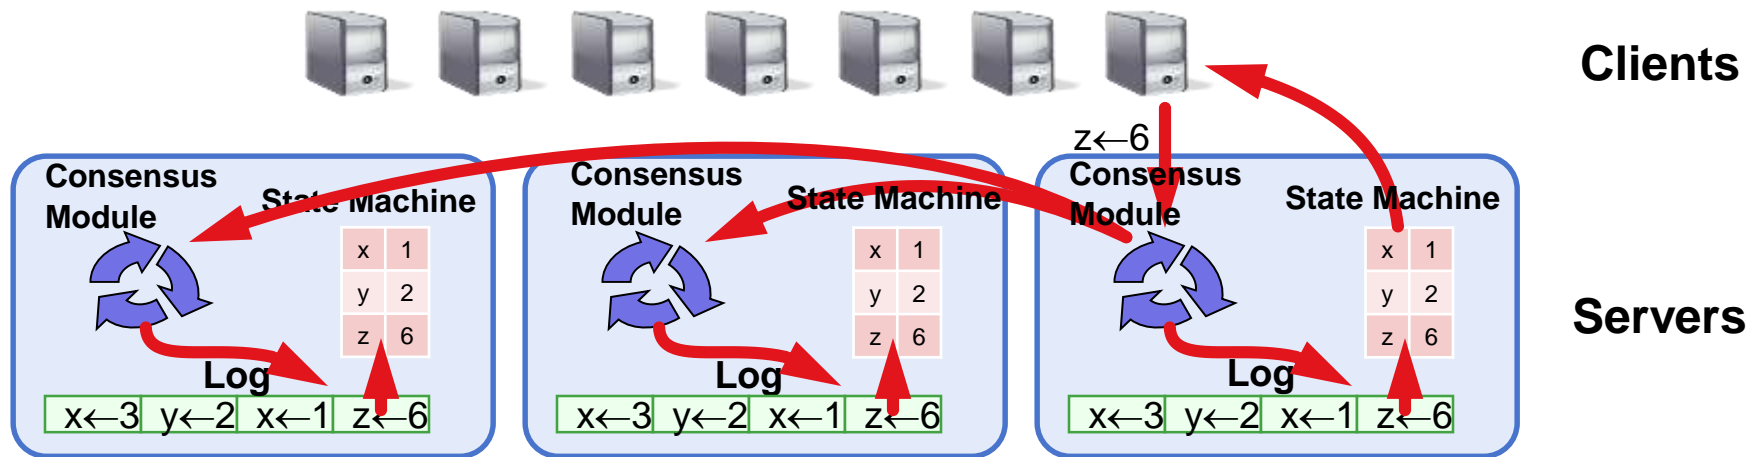 Clients
z←6
Consensus
Module
State Machine
x 1
y 2
z 6
Log
x←3 y←2 x←1 z←6
Consensus
Module
State Machine
x 1
y 2
z 6
Log
x←3 y←2 x←1 z←6
Consensus
Module
State Machine
x 1
y 2
z 6
Log
x←3 y←2 x←1 z←6
Servers